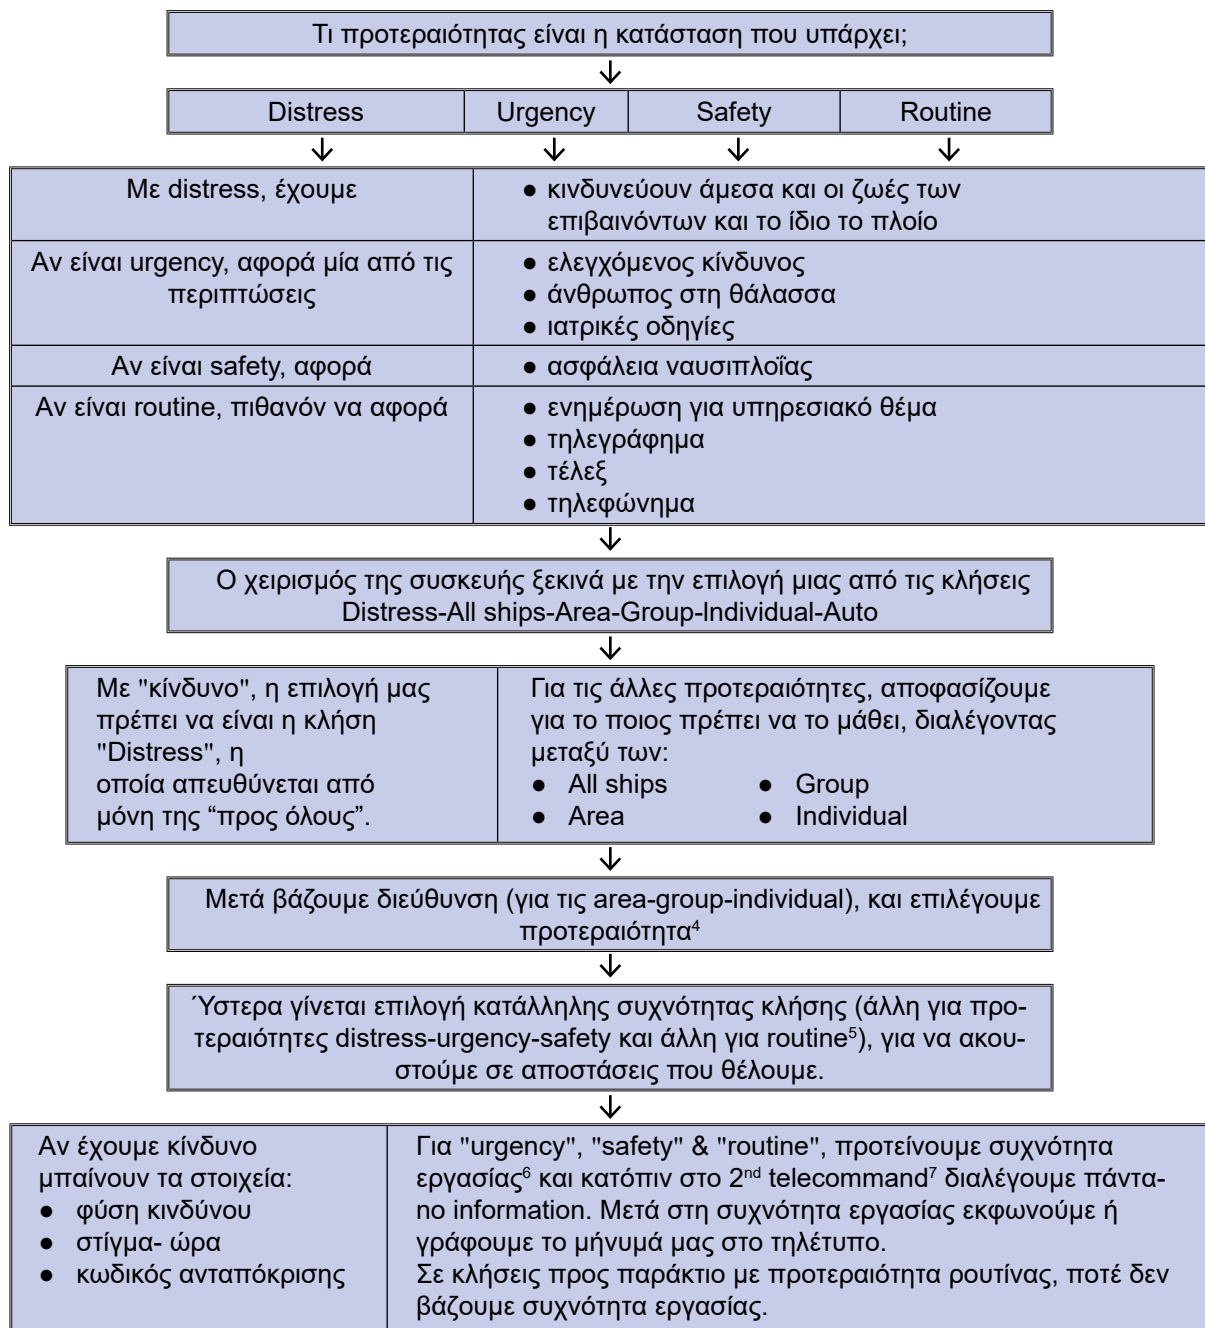 Τι προτεραιότητας είναι η κατάσταση που υπάρχει;
Distress Urgency Safety Routine
Με distress, έχουμε
● κινδυνεύουν άμεσα και οι ζωές των
επιβαινόντων και το ίδιο το πλοίο
Αν είναι urgency, αφορά μία από τις
περιπτώσεις
● ελεγχόμενος κίνδυνος
● άνθρωπος στη θάλασσα
● ιατρικές οδηγίες
Αν είναι safety, αφορά
● ασφάλεια ναυσιπλοΐας
Αν είναι routine, πιθανόν να αφορά
● ενημέρωση για υπηρεσιακό θέμα
● τηλεγράφημα
● τέλεξ
● τηλεφώνημα
Ο χειρισμός της συσκευής ξεκινά με την επιλογή μιας από τις κλήσεις
Distress-All ships-Area-Group-Individual-Auto
Με "κίνδυνο", η επιλογή μας
πρέπει να είναι η κλήση
"Distress", η
οποία απευθύνεται από
μόνη της “προς όλους”.
Για τις άλλες προτεραιότητες, αποφασίζουμε
για το ποιος πρέπει να το μάθει, διαλέγοντας
μεταξύ των:
● All ships ● Group
● Area ● Individual
Μετά βάζουμε διεύθυνση (για τις area-group-individual), και επιλέγουμε
προτεραιότητα⁴
Ύστερα γίνεται επιλογή κατάλληλης συχνότητας κλήσης (άλλη για προ-
τεραιότητες distress-urgency-safety και άλλη για routine⁵), για να ακου-
στούμε σε αποστάσεις που θέλουμε.
Αν έχουμε κίνδυνο
μπαίνουν τα στοιχεία:
● φύση κινδύνου
● στίγμα- ώρα
● κωδικός ανταπόκρισης
Για "urgency", "safety" & "routine", προτείνουμε συχνότητα
εργασίας⁶ και κατόπιν στο 2ⁿᵈ telecommand⁷ διαλέγουμε πάντα-
no information. Μετά στη συχνότητα εργασίας εκφωνούμε ή
γράφουμε το μήνυμά μας στο τηλέτυπο.
Σε κλήσεις προς παράκτιο με προτεραιότητα ρουτίνας, ποτέ δεν
βάζουμε συχνότητα εργασίας.